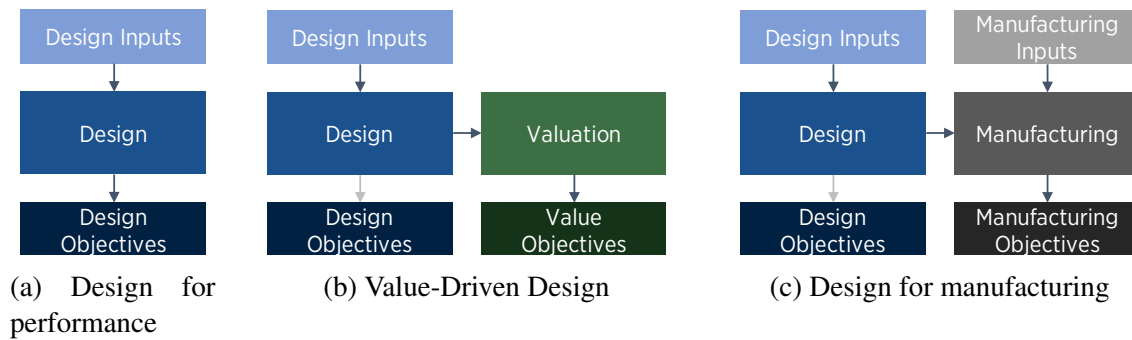 Design Inputs
Design
Design
Objectives
(a) Design for
performance
Design Inputs
Design
Valuation
Design
Objectives
Value
Objectives
(b) Value-Driven Design
Design Inputs
Manufacturing
Inputs
Design
Manufacturing
Design
Objectives
Manufacturing
Objectives
(c) Design for manufacturing